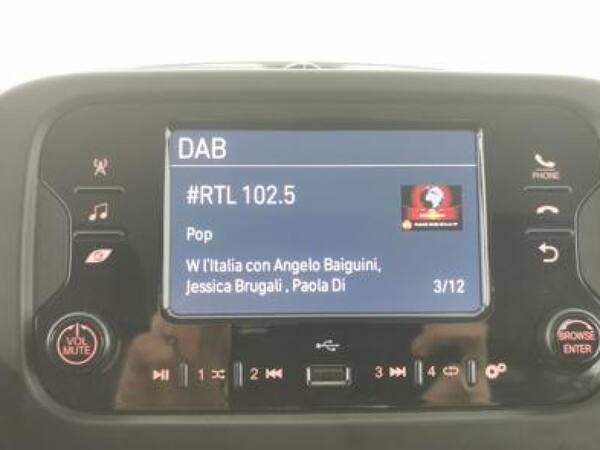 DAB
#RTL 102.5
Pop
W l'Italia con Angelo Baiguini,
Jessica Brugali , Paola Di
3/12
PHONE
VOL
MUTE
BROWSE
ENTER
1
2
3
4